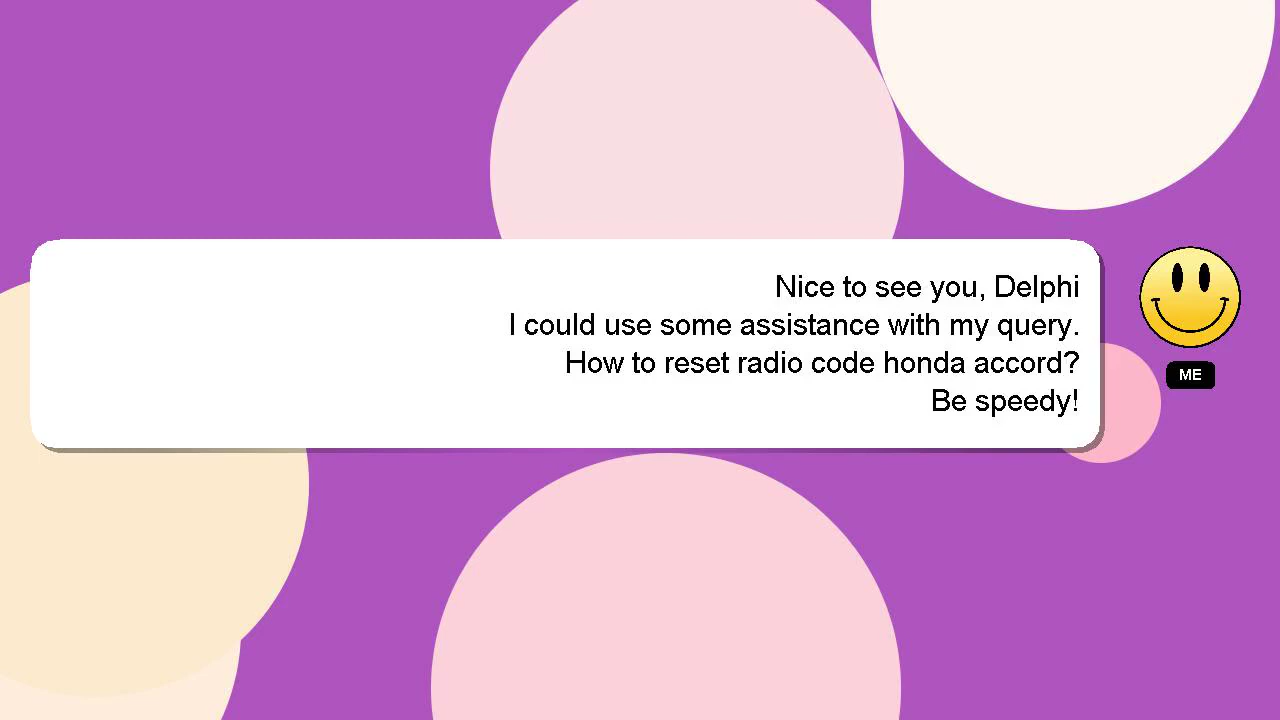 Nice to see you, Delphi
I could use some assistance with my query.
How to reset radio code honda accord?
Be speedy!
ME